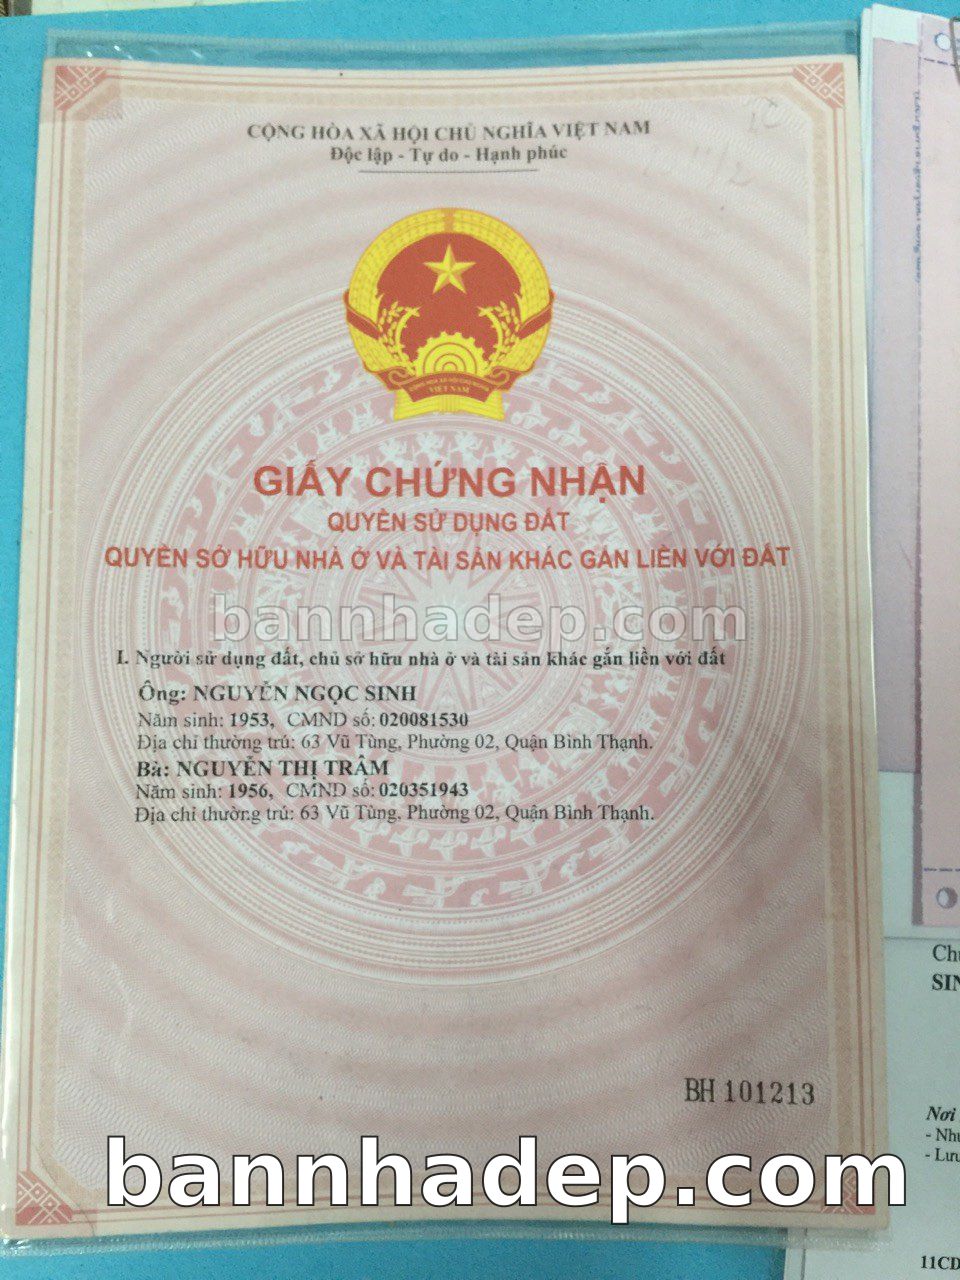 CỘNG HÒA XÃ HỘI CHỦ NGHĨA VIỆT NAM
Độc lập - Tự do - Hạnh phúc
VIỆT NAM
GIẤY CHỨNG NHẬN
QUYỀN SỬ DỤNG ĐẤT
QUYỀN SỞ HỮU NHÀ Ở VÀ TÀI SẢN KHÁC GẮN LIỀN VỚI ĐẤT
bannhadep.com
I. Người sử dụng đất, chủ sở hữu nhà ở và tài sản khác gắn liền với đất
Ông: NGUYỄN NGỌC SINH
Năm sinh: 1953, CMND số: 020081530
Địa chỉ thường trú: 63 Vũ Tùng, Phường 02, Quận Bình Thạnh.
Bà: NGUYỄN THỊ TRÂM
Năm sinh: 1956, CMND số: 020351943
Địa chỉ thường trú: 63 Vũ Tùng, Phường 02, Quận Bình Thạnh.
BH 101213
bannhadep.com
Nơi
11CD